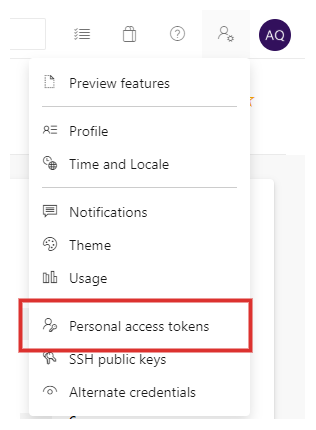 AQ
Preview features
Profile
Time and Locale
Notifications
Theme
Usage
Personal access tokens
SSH public keys
Alternate credentials